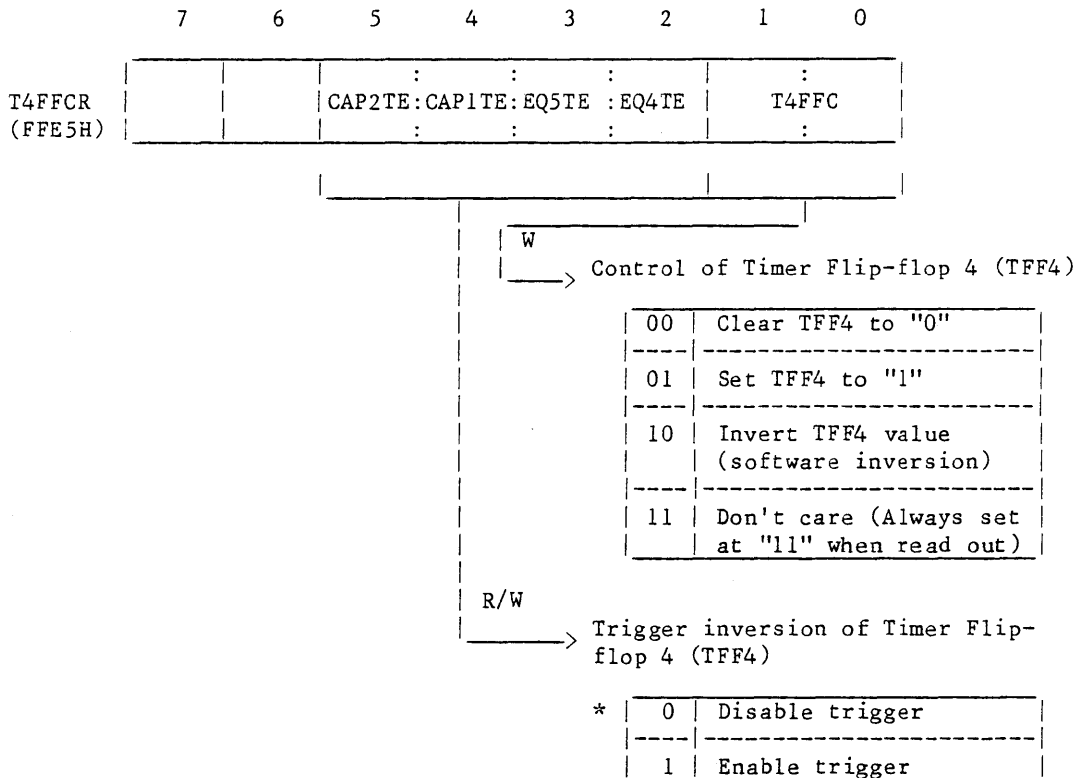 7 6 5 4 3 2 1 0
T4FFCR
(FFE5H)
CAP2TE:CAP1TE:EQ5TE :EQ4TE T4FFC
W
Control of Timer Flip-flop 4 (TFF4)
00 Clear TFF4 to "0"
01 Set TFF4 to "1"
10 Invert TFF4 value
(software inversion)
11 Don't care (Always set
at "11" when read out)
R/W
Trigger inversion of Timer Flip-
flop 4 (TFF4)
* 0 Disable trigger
1 Enable trigger